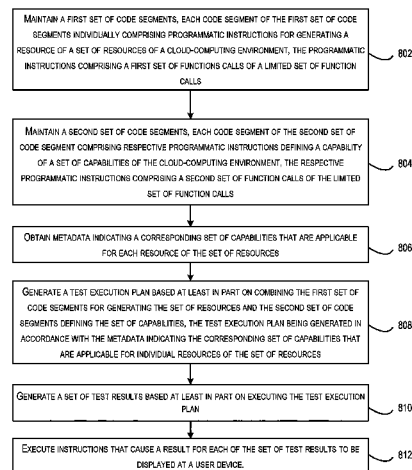 MAINTAIN A FIRST SET OF CODE SEGMENTS, EACH CODE SEGMENT OF THE FIRST SET OF CODE
SEGMENTS INDIVIDUALLY COMPRISING PROGRAMMATIC INSTRUCTIONS FOR GENERATING A
RESOURCE OF A SET OF RESOURCES OF A CLOUD-COMPUTING ENVIRONMENT, THE PROGRAMMATIC
INSTRUCTIONS COMPRISING A FIRST SET OF FUNCTIONS CALLS OF A LIMITED SET OF FUNCTION
CALLS
802
MAINTAIN A SECOND SET OF CODE SEGMENTS, EACH CODE SEGMENT OF THE SECOND SET OF
CODE SEGMENT COMPRISING RESPECTIVE PROGRAMMATIC INSTRUCTIONS DEFINING A CAPABILITY
OF A SET OF CAPABILITIES OF THE CLOUD-COMPUTING ENVIRONMENT, THE RESPECTIVE
PROGRAMMATIC INSTRUCTIONS COMPRISING A SECOND SET OF FUNCTION CALLS OF THE LIMITED
SET OF FUNCTION CALLS
804
OBTAIN METADATA INDICATING A CORRESPONDING SET OF CAPABILITIES THAT ARE APPLICABLE
FOR EACH RESOURCE OF THE SET OF RESOURCES
806
GENERATE A TEST EXECUTION PLAN BASED AT LEAST IN PART ON COMBINING THE FIRST SET OF
CODE SEGMENTS FOR GENERATING THE SET OF RESOURCES AND THE SECOND SET OF CODE
SEGMENTS DEFINING THE SET OF CAPABILITIES, THE TEST EXECUTION PLAN BEING GENERATED IN
ACCORDANCE WITH THE METADATA INDICATING THE CORRESPONDING SET OF CAPABILITIES THAT
ARE APPLICABLE FOR INDIVIDUAL RESOURCES OF THE SET OF RESOURCES
808
GENERATE A SET OF TEST RESULTS BASED AT LEAST IN PART ON EXECUTING THE TEST EXECUTION
PLAN
810
EXECUTE INSTRUCTIONS THAT CAUSE A RESULT FOR EACH OF THE SET OF TEST RESULTS TO BE
DISPLAYED AT A USER DEVICE.
812